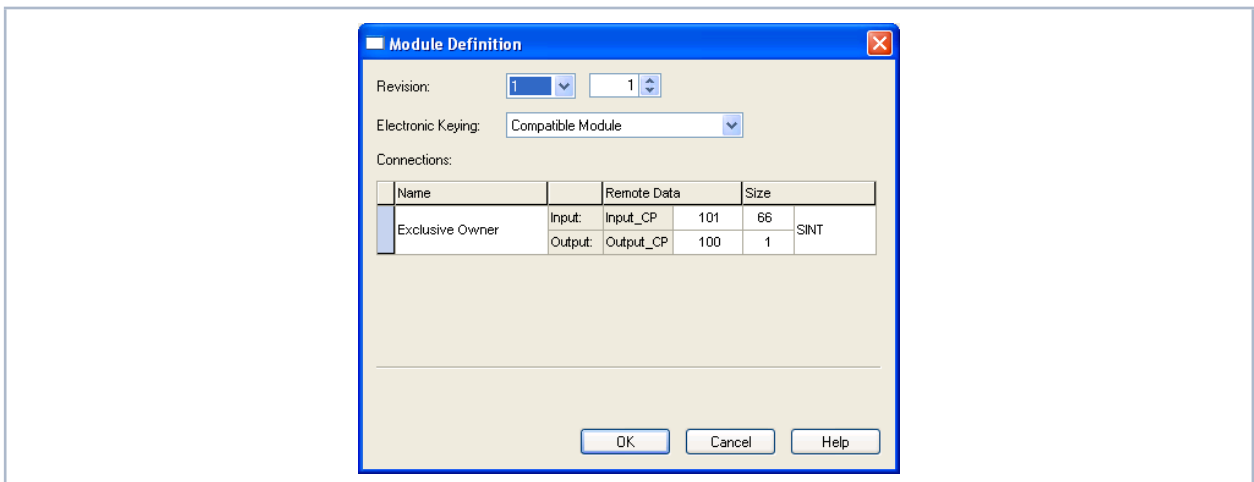 Module Definition
Revision: 1 1
Electronic Keying: Compatible Module
Connections:
Name Remote Data Size
Exclusive Owner Input: Input_CP 101 66 SINT
Output: Output_CP 100 1
OK Cancel Help